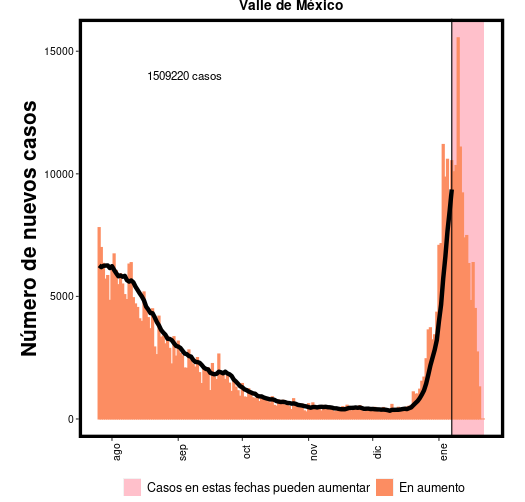 Valle de México
Número de nuevos casos
15000
10000
5000
0
1509220 casos
ago
sep
oct
nov
dic
ene
Casos en estas fechas pueden aumentar
En aumento